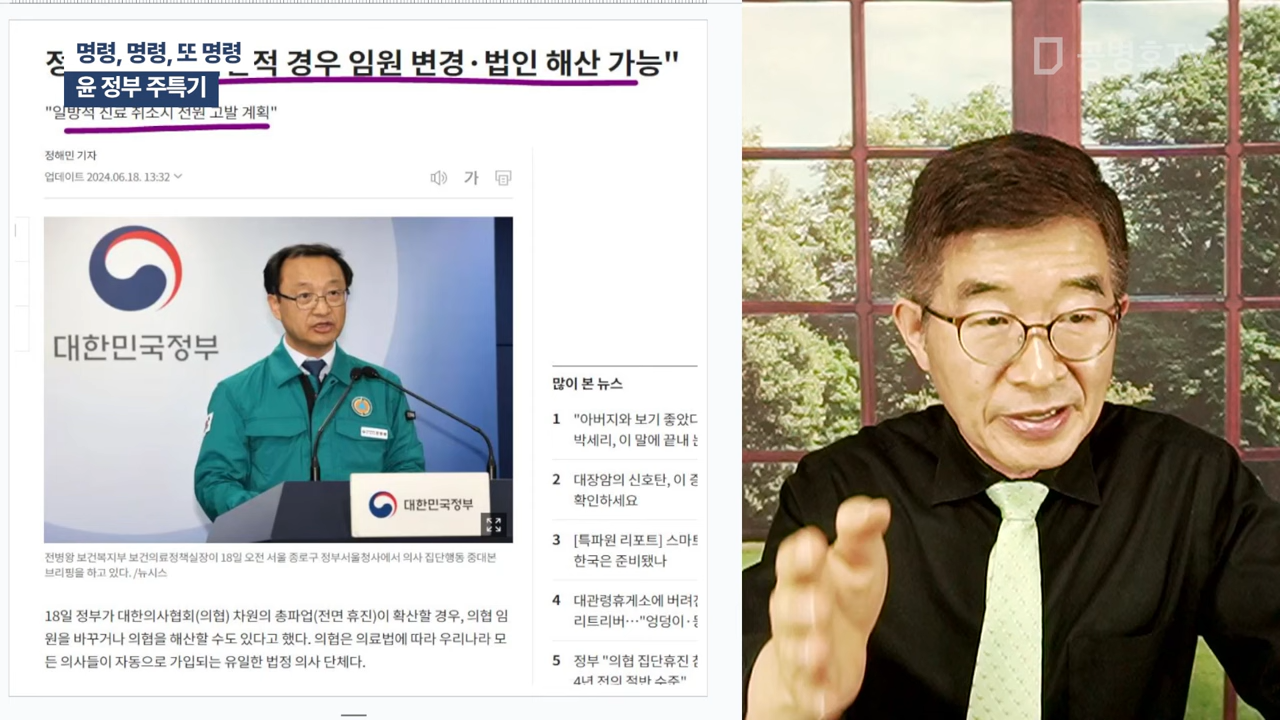 명령, 명령, 또 명령
윤 정부 주특기
적 경우 임원 변경·법인 해산 가능"
"일방적 진료 취소시 전원 고발 계획"
정해민 기자
업데이트 2024.06.18. 13:32
가
대한민국정부
대한민국정부
전병왕 보건복지부 보건의료정책실장이 18일 오전 서울 종로구 정부서울청사에서 의사 집단행동 중대본
브리핑을 하고 있다. /뉴시스
18일 정부가 대한의사협회(의협) 차원의 총파업(전면 휴진)이 확산할 경우, 의협 임
원을 바꾸거나 의협을 해산할 수도 있다고 했다. 의협은 의료법에 따라 우리나라 모
든 의사들이 자동으로 가입되는 유일한 법정 의사 단체다.
많이 본 뉴스
1 "아버지와 보기 좋았다
박세리, 이 말에 끝내
2 대장암의 신호탄, 이
확인하세요
3 [특파원 리포트] 스마트
한국은 준비됐나
4 대관령휴게소에 버려진
리트리버…"엉덩이·
5 정부 "의협 집단휴진
4년 전의 절반 수준"